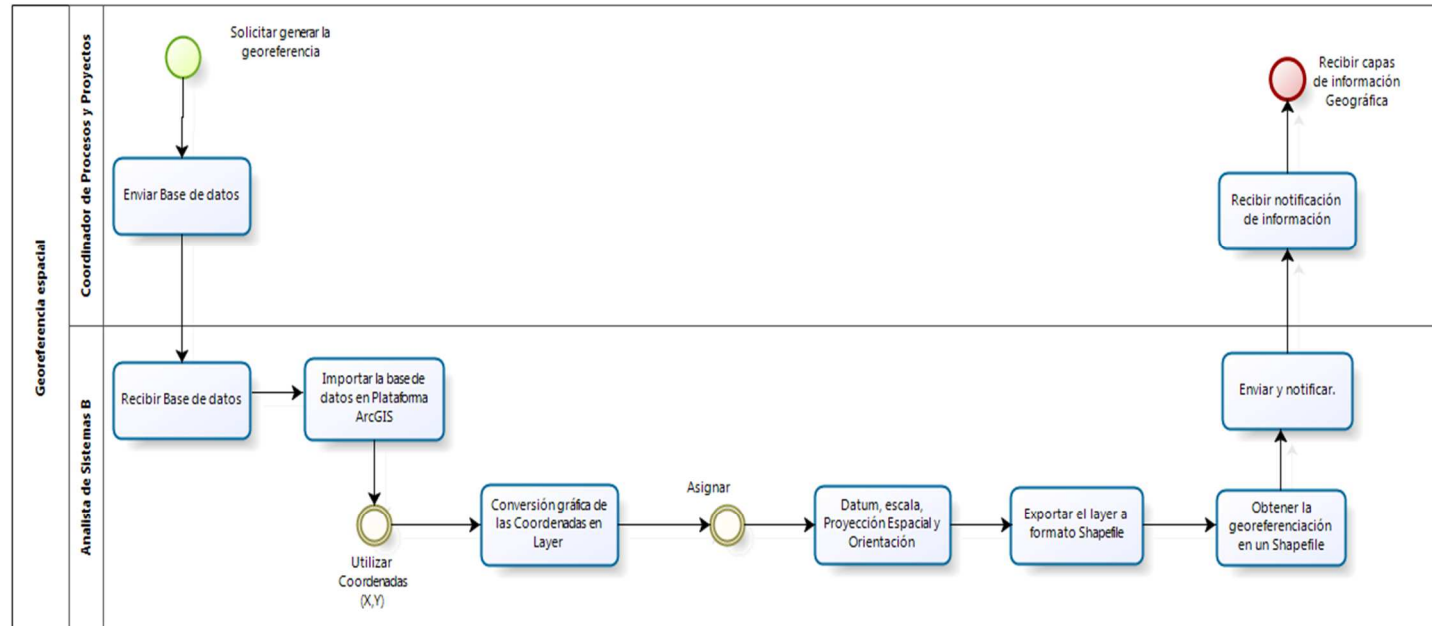 Georeferencia espacial
Coordinador de Procesos y Proyectos
Solicitar generar la
georeferencia
Enviar Base de datos
Recibir capas
de información
Geográfica
Recibir notificación
de información
Analista de Sistemas B
Recibir Base de datos
Importar la base de
datos en Plataforma
ArcGIS
Utilizar
Coordenadas
(X,Y)
Conversión gráfica de
las Coordenadas en
Layer
Asignar
Datum, escala,
Proyección Espacial y
Orientación
Exportar el layer a
formato Shapefile
Obtener la
georeferenciación
en un Shapefile
Enviar y notificar.